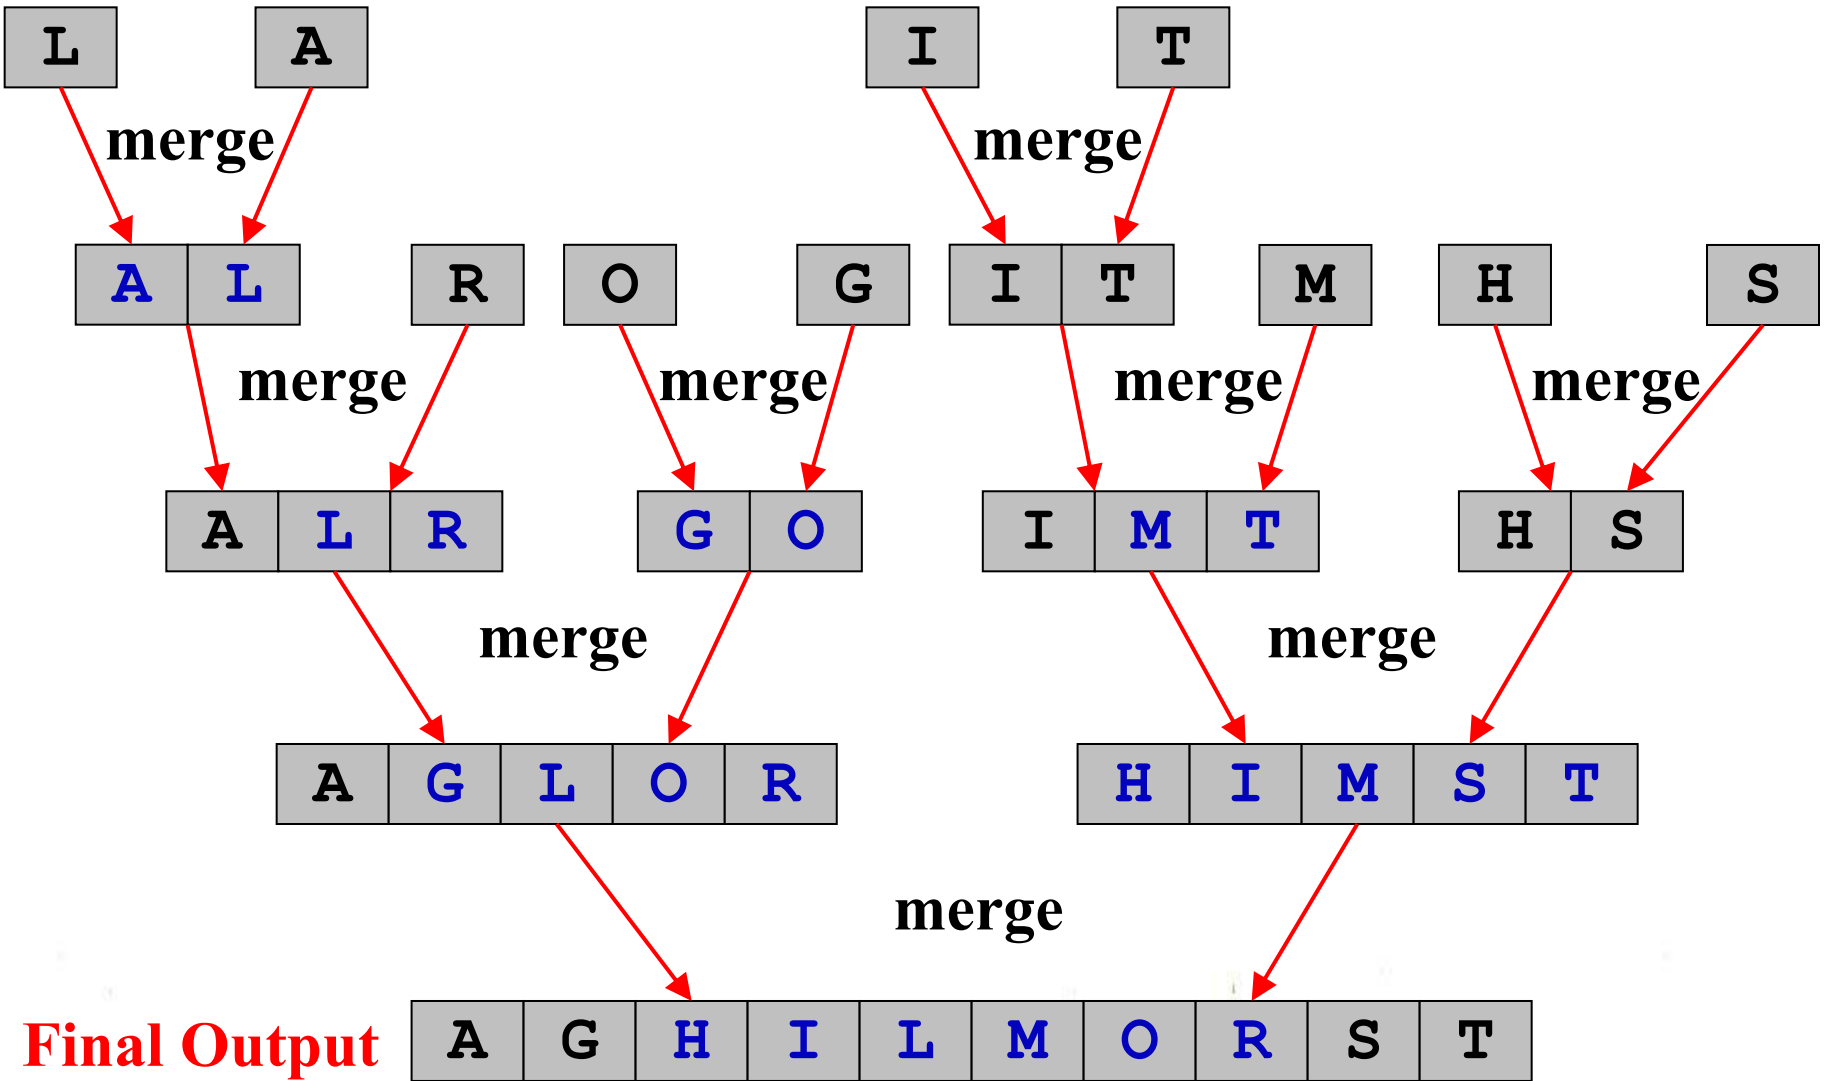 L A I T
merge merge
A L R O G I T M H S
merge merge merge merge
A L R G O I M T H S
merge merge
A G L O R H I M S T
merge
Final Output A G H I L M O R S T